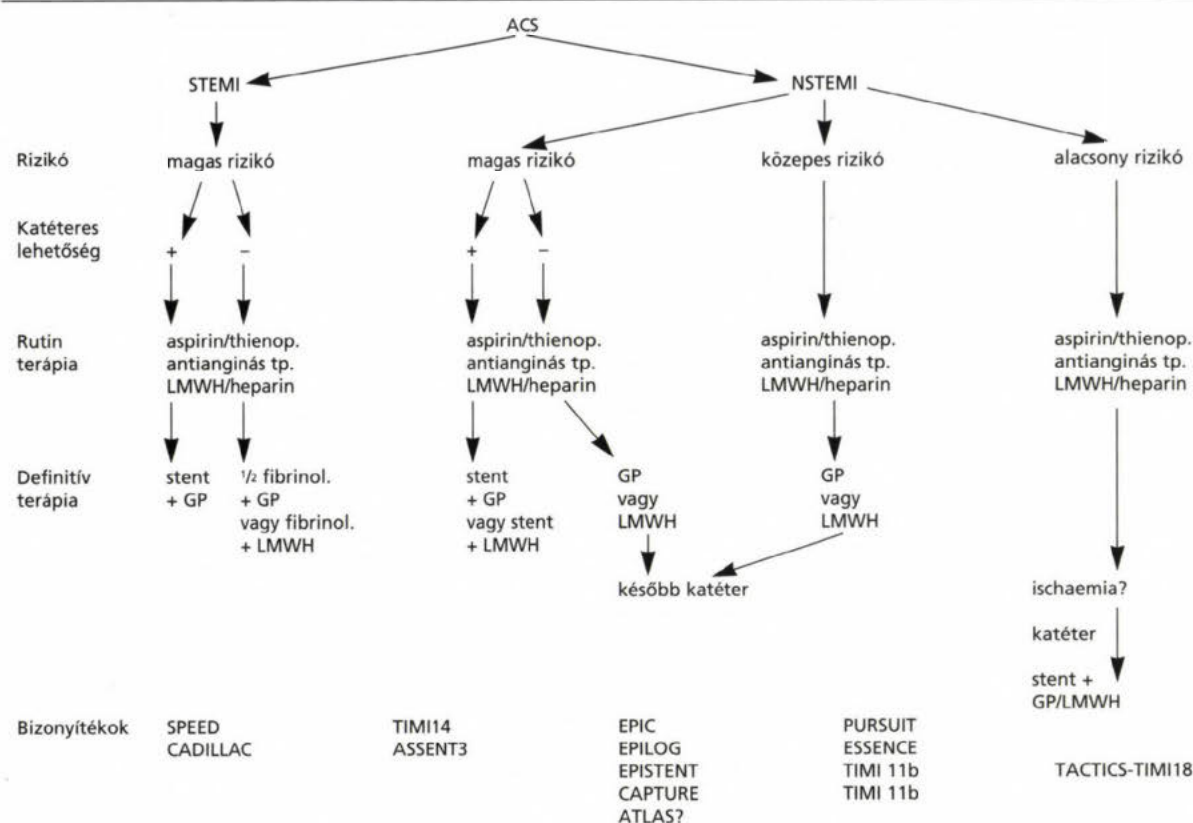 ACS
STEMI NSTEMI
Rizikó magas rizikó magas rizikó közepes rizikó alacsony rizikó
Katéteres
lehetőség + – + –
Rutin aspirin/thienop. aspirin/thienop. aspirin/thienop. aspirin/thienop.
terápia antianginás tp. antianginás tp. antianginás tp. antianginás tp.
LMWH/heparin LMWH/heparin LMWH/heparin LMWH/heparin
Definitív stent 1/2 fibrinol. stent GP GP
terápia + GP + GP + GP vagy vagy
vagy fibrinol. vagy stent LMWH LMWH
+ LMWH + LMWH
később katéter ischaemia?
katéter
stent +
GP/LMWH
Bizonyítékok SPEED TIMI14 EPIC PURSUIT
CADILLAC ASSENT3 EPILOG ESSENCE
EPISTENT TIMI 11b TACTICS-TIMI18
CAPTURE TIMI 11b
ATLAS?